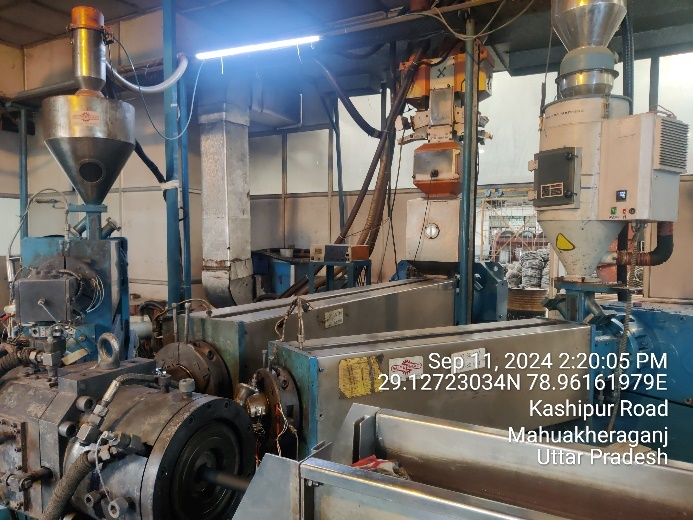 Sep 11, 2024 2:20:05 PM
29.12723034N 78.96161979E
Kashipur Road
Mahuakheraganj
Uttar Pradesh